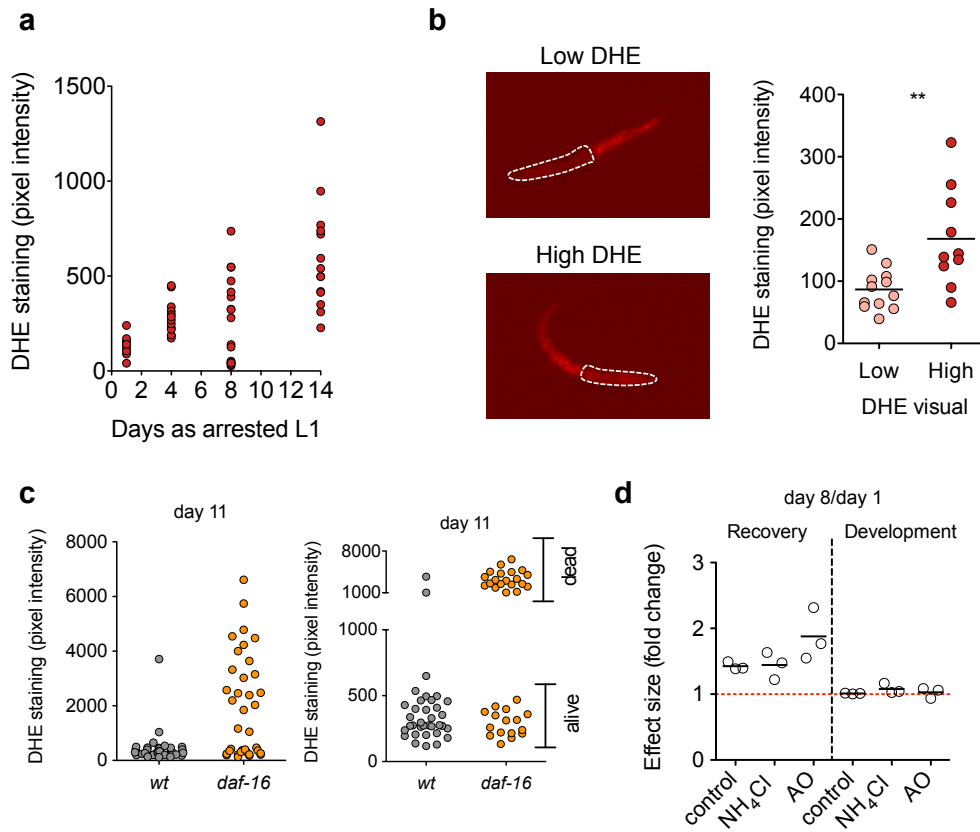 a
DHE staining (pixel intensity)
1500
1000
500
0
0 2 4 6 8 10 12 14
Days as arrested L1
b
Low DHE
High DHE
DHE staining (pixel intensity)
400
300
200
100
0
**
Low High
DHE visual
c
day 11
DHE staining (pixel intensity)
8000
6000
4000
2000
0
wt daf-16
day 11
DHE staining (pixel intensity)
8000
1000
1000
500
0
dead
alive
wt daf-16
d
day 8/day 1
Recovery Development
Effect size (fold change)
3
2
1
0
control NH₄Cl AO control NH₄Cl AO